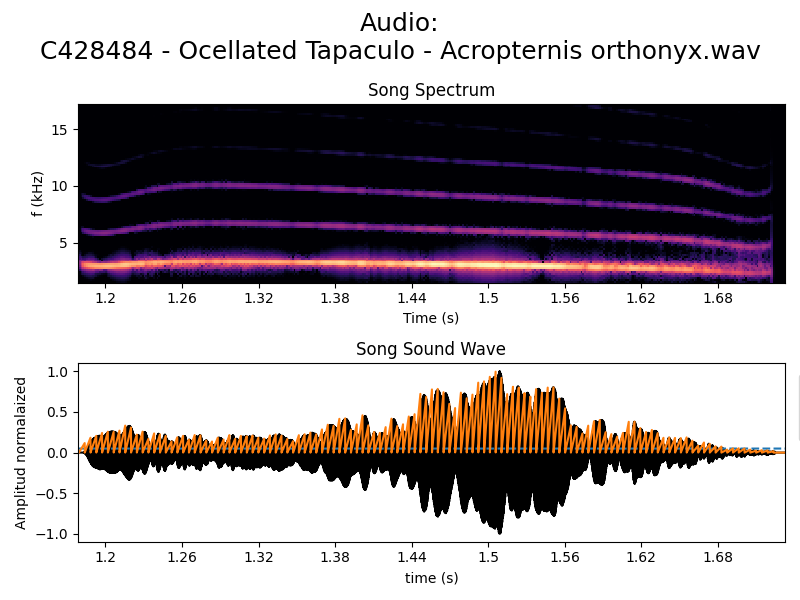 Audio:
C428484 - Ocellated Tapaculo - Acropternis orthonyx.wav
Song Spectrum
15
10
5
f (kHz)
1.2 1.26 1.32 1.38 1.44 1.5 1.56 1.62 1.68
Time (s)
Song Sound Wave
1.0
0.5
0.0
−0.5
−1.0
Amplitud normalaized
1.2 1.26 1.32 1.38 1.44 1.5 1.56 1.62 1.68
time (s)